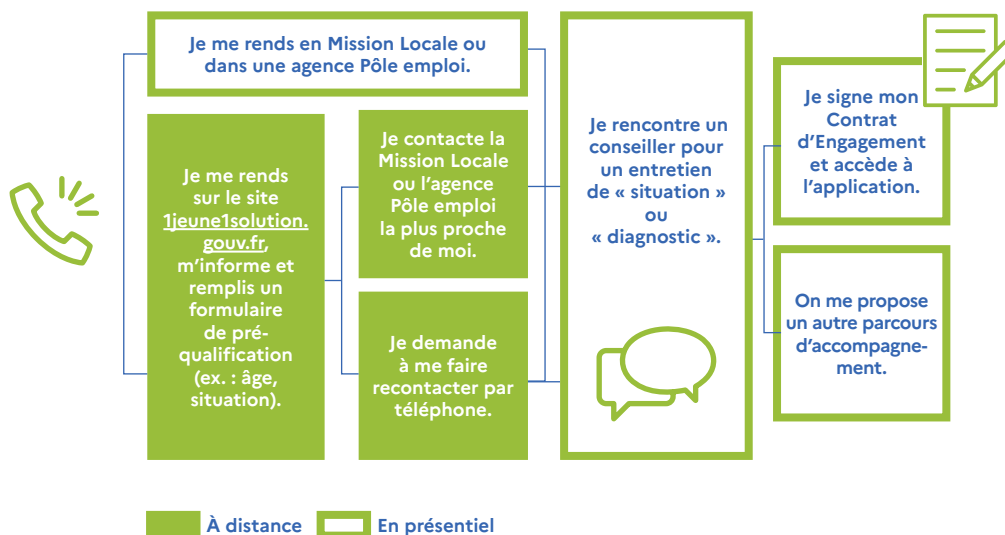 Je me rends en Mission Locale ou
dans une agence Pôle emploi.
Je me rends
sur le site
1jeune1solution.
gouv.fr,
m’informe et
remplis un
formulaire
de pré-
qualification
(ex. : âge,
situation).
Je contacte la
Mission Locale
ou l’agence
Pôle emploi
la plus proche
de moi.
Je demande
à me faire
recontacter par
téléphone.
Je rencontre un
conseiller pour
un entretien
de « situation »
ou
« diagnostic ».
Je signe mon
Contrat
d’Engagement
et accède à
l’application.
On me propose
un autre parcours
d’accompagne-
ment.
À distance
En présentiel